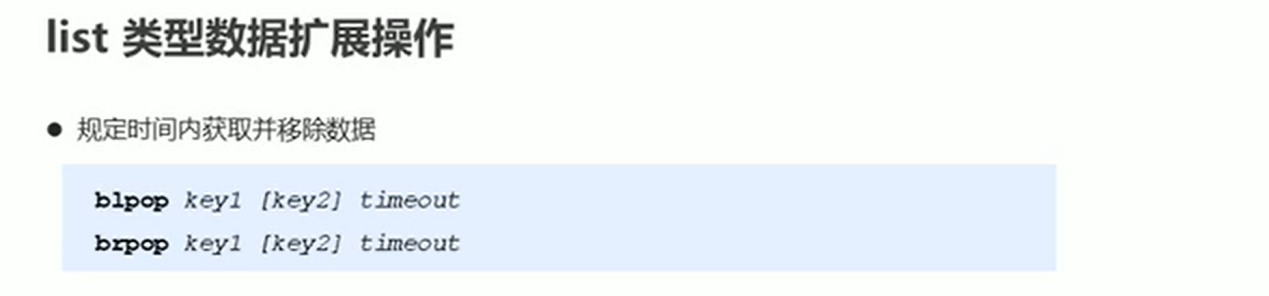 list 类型数据扩展操作
● 规定时间内获取并移除数据
blpop key1 [key2] timeout
brpop key1 [key2] timeout